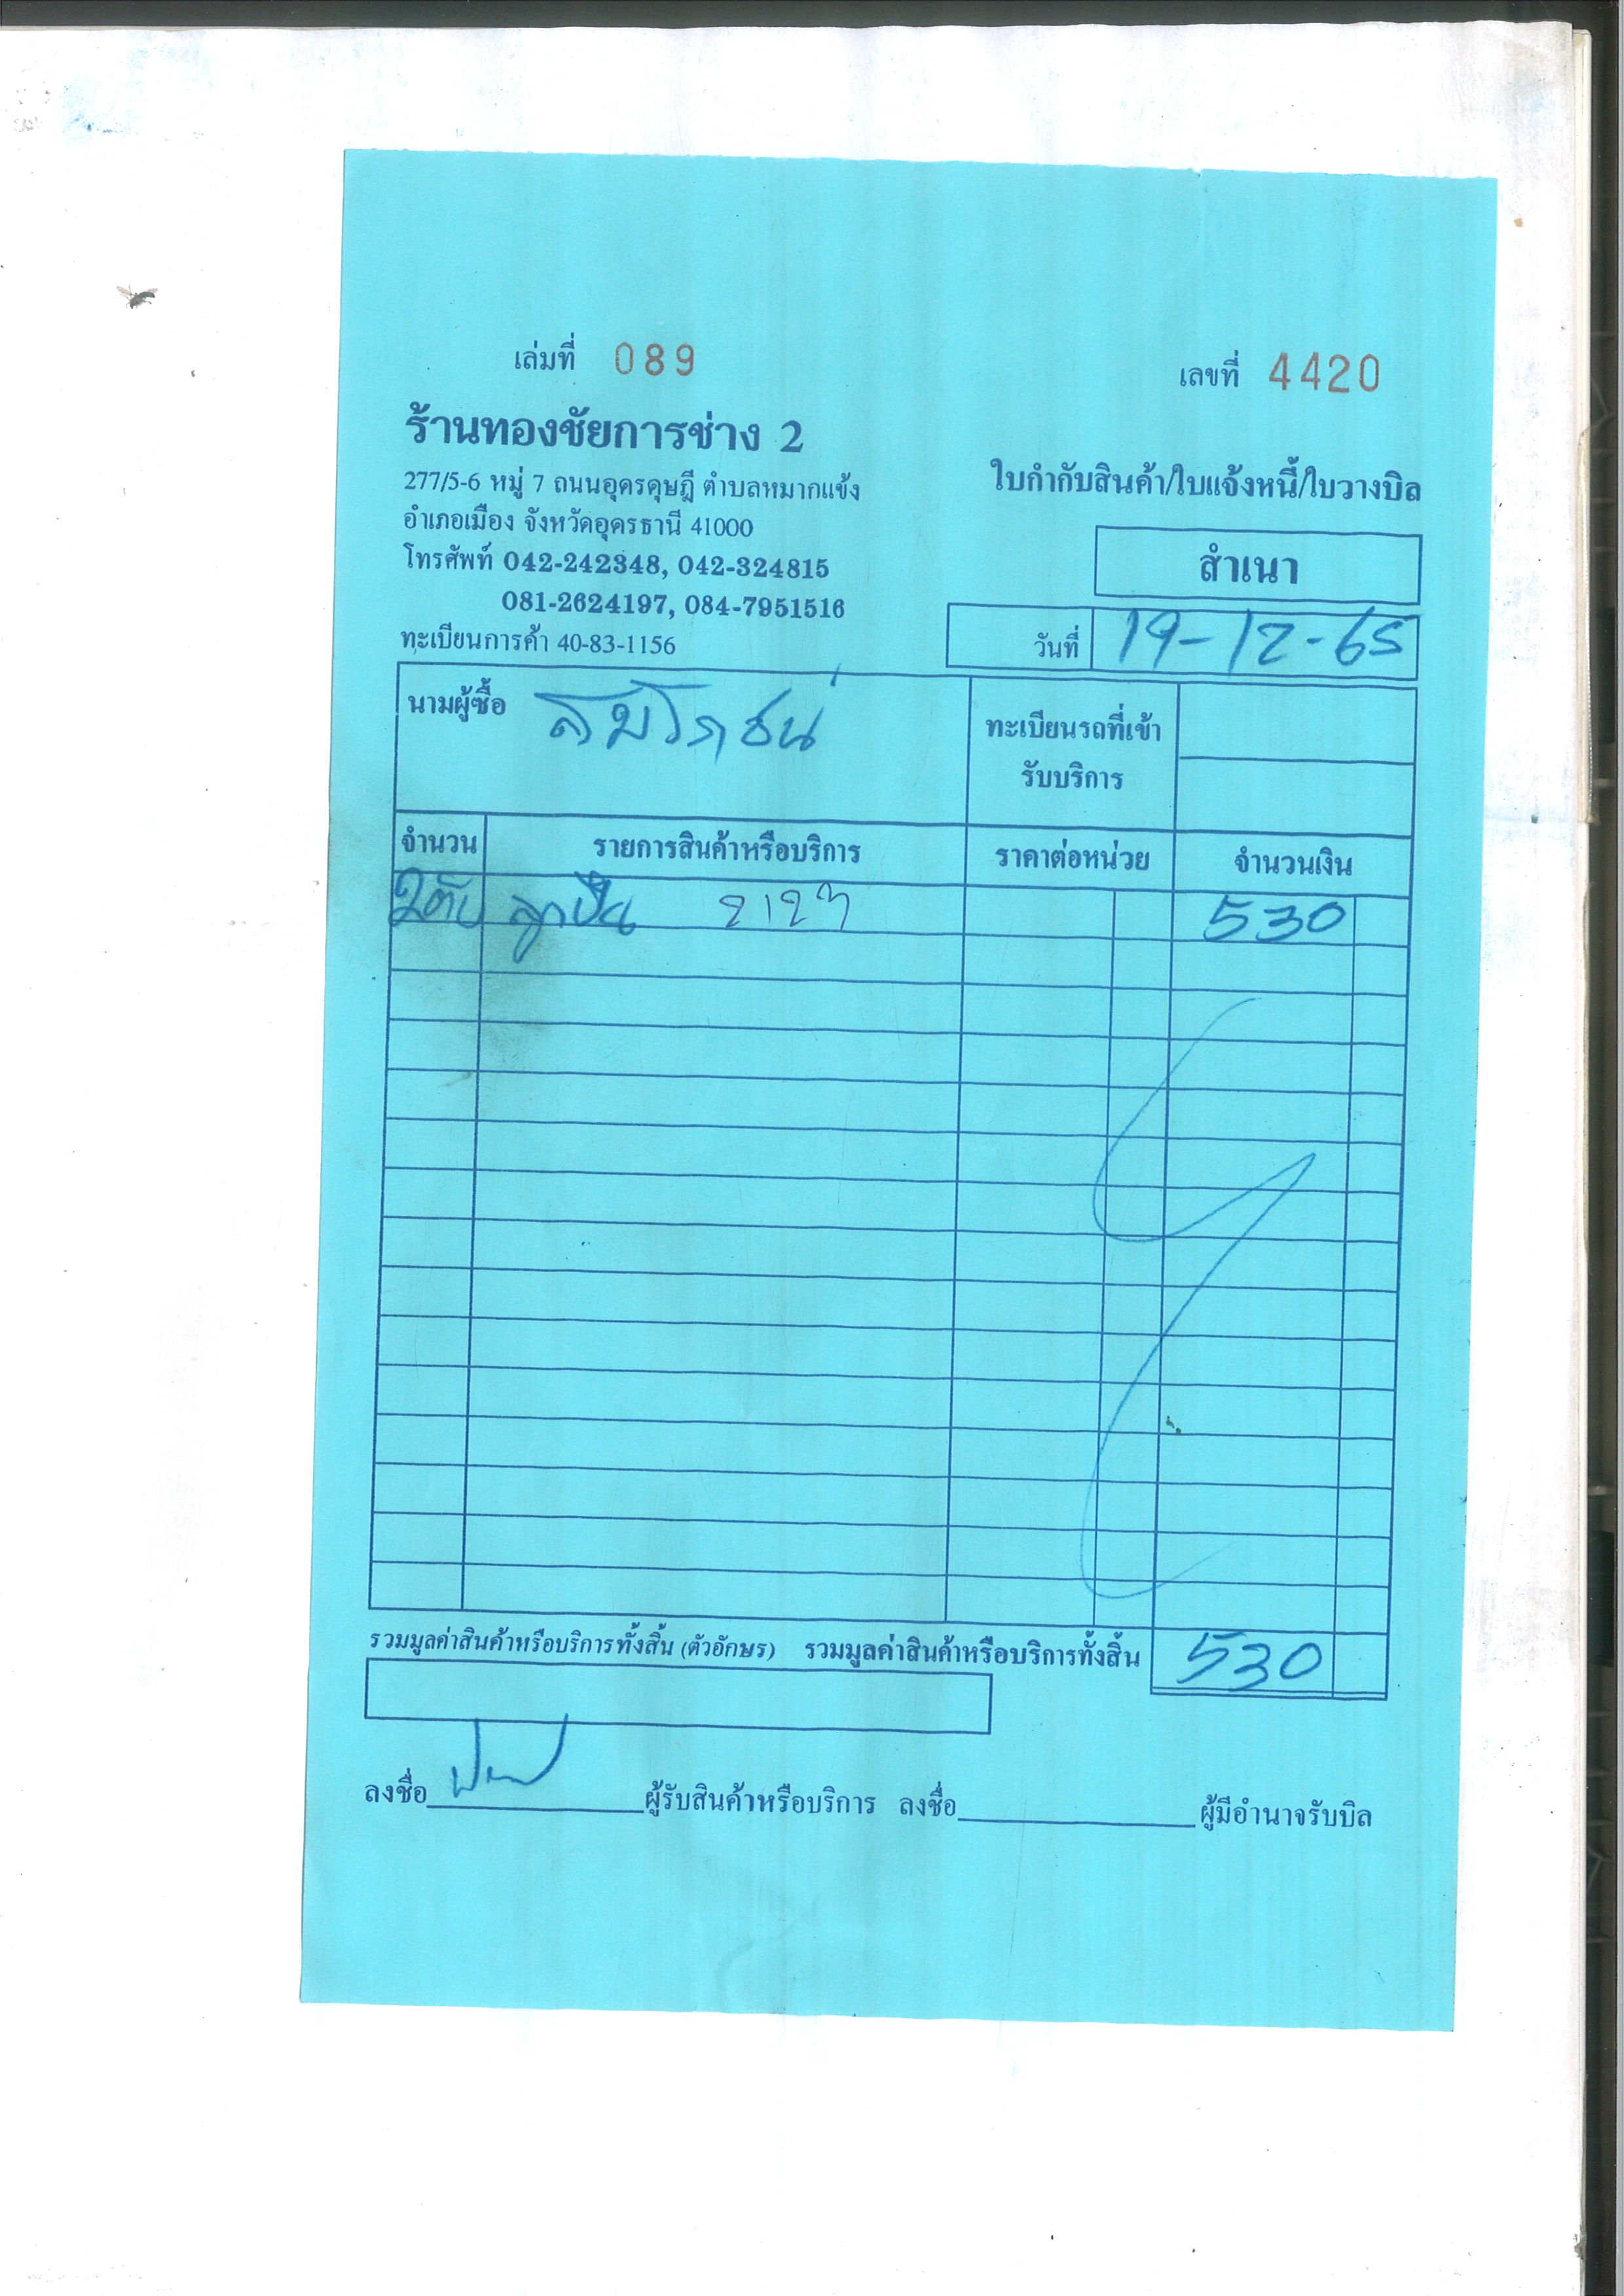 เล่มที่ 089
เลขที่ 4420
ร้านทองชัยการช่าง 2
277/5-6 หมู่ 7 ถนนอุดรดุษฎี ตำบลหมากแข้ง
อำเภอเมือง จังหวัดอุดรธานี 41000
โทรศัพท์ 042-242348, 042-324815
081-2624197, 084-7951516
ทะเบียนการค้า 40-83-1156
ใบกำกับสินค้า/ใบแจ้งหนี้/ใบวางบิล
สำเนา
วันที่ 19-12-65
นามผู้ซื้อ
ทะเบียนรถที่เข้า
รับบริการ
จำนวน รายการสินค้าหรือบริการ ราคาต่อหน่วย จำนวนเงิน
2ตับ ลูกปืน 530
รวมมูลค่าสินค้าหรือบริการทั้งสิ้น (ตัวอักษร) รวมมูลค่าสินค้าหรือบริการทั้งสิ้น 530
ลงชื่อ ผู้รับสินค้าหรือบริการ ลงชื่อ ผู้มีอำนาจรับบิล